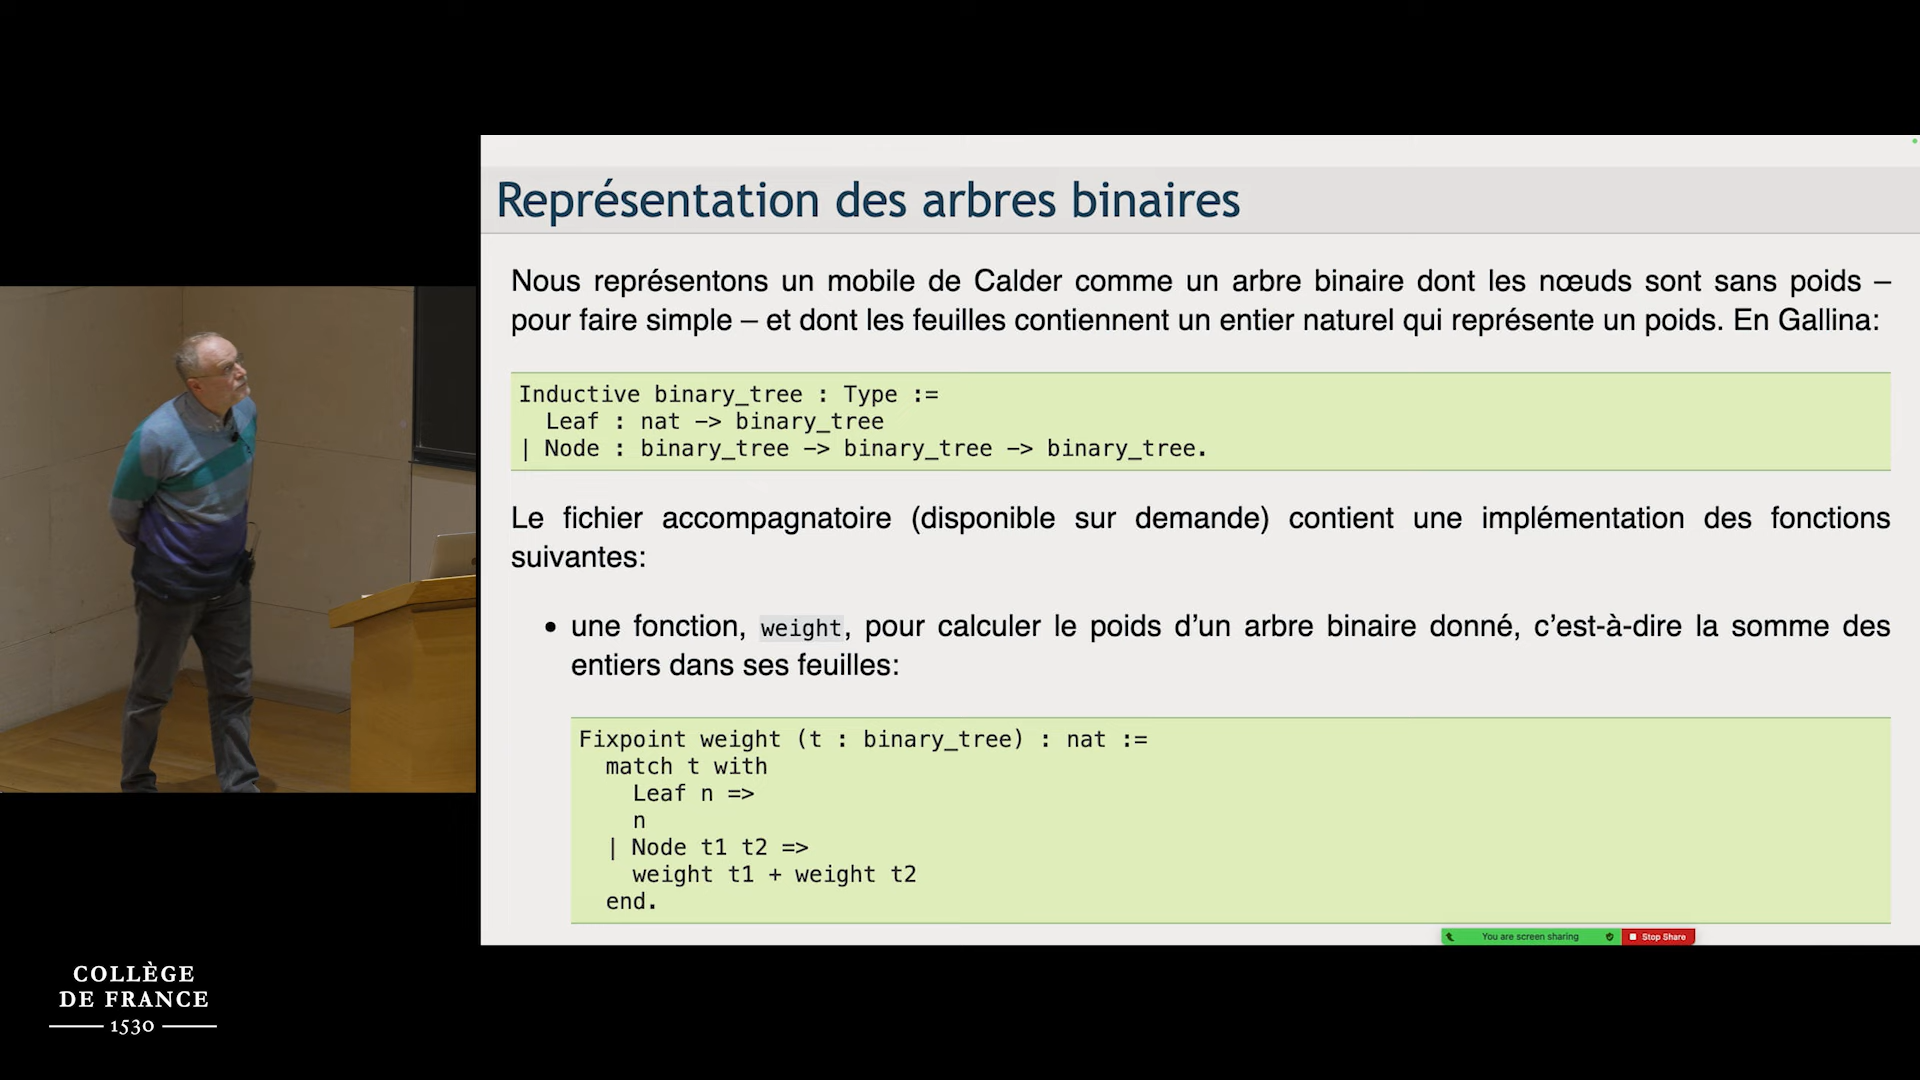 Représentation des arbres binaires
Nous représentons un mobile de Calder comme un arbre binaire dont les nœuds sont sans poids –
pour faire simple – et dont les feuilles contiennent un entier naturel qui représente un poids. En Gallina:
Inductive binary_tree : Type :=
  Leaf : nat -> binary_tree
| Node : binary_tree -> binary_tree -> binary_tree.
Le fichier accompagnatoire (disponible sur demande) contient une implémentation des fonctions
suivantes:
• une fonction, weight, pour calculer le poids d’un arbre binaire donné, c’est-à-dire la somme des
entiers dans ses feuilles:
Fixpoint weight (t : binary_tree) : nat :=
  match t with
    Leaf n =>
    n
  | Node t1 t2 =>
    weight t1 + weight t2
  end.
You are screen sharing
Stop Share
COLLÈGE
DE FRANCE
1530